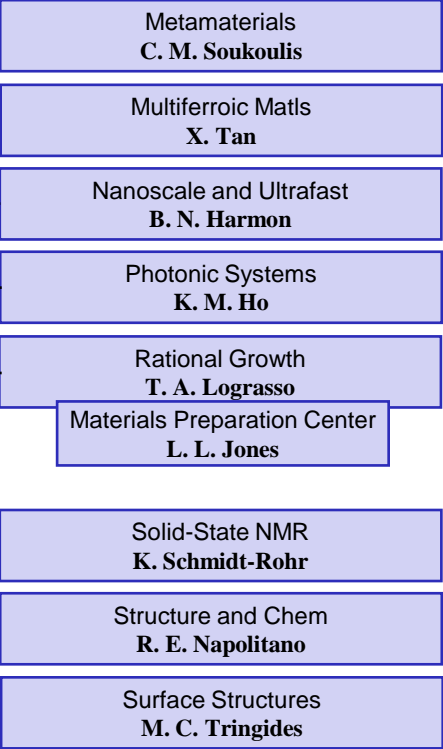 Metamaterials
C. M. Soukoulis
Multiferroic Matls
X. Tan
Nanoscale and Ultrafast
B. N. Harmon
Photonic Systems
K. M. Ho
Rational Growth
T. A. Lograsso
Materials Preparation Center
L. L. Jones
Solid-State NMR
K. Schmidt-Rohr
Structure and Chem
R. E. Napolitano
Surface Structures
M. C. Tringides